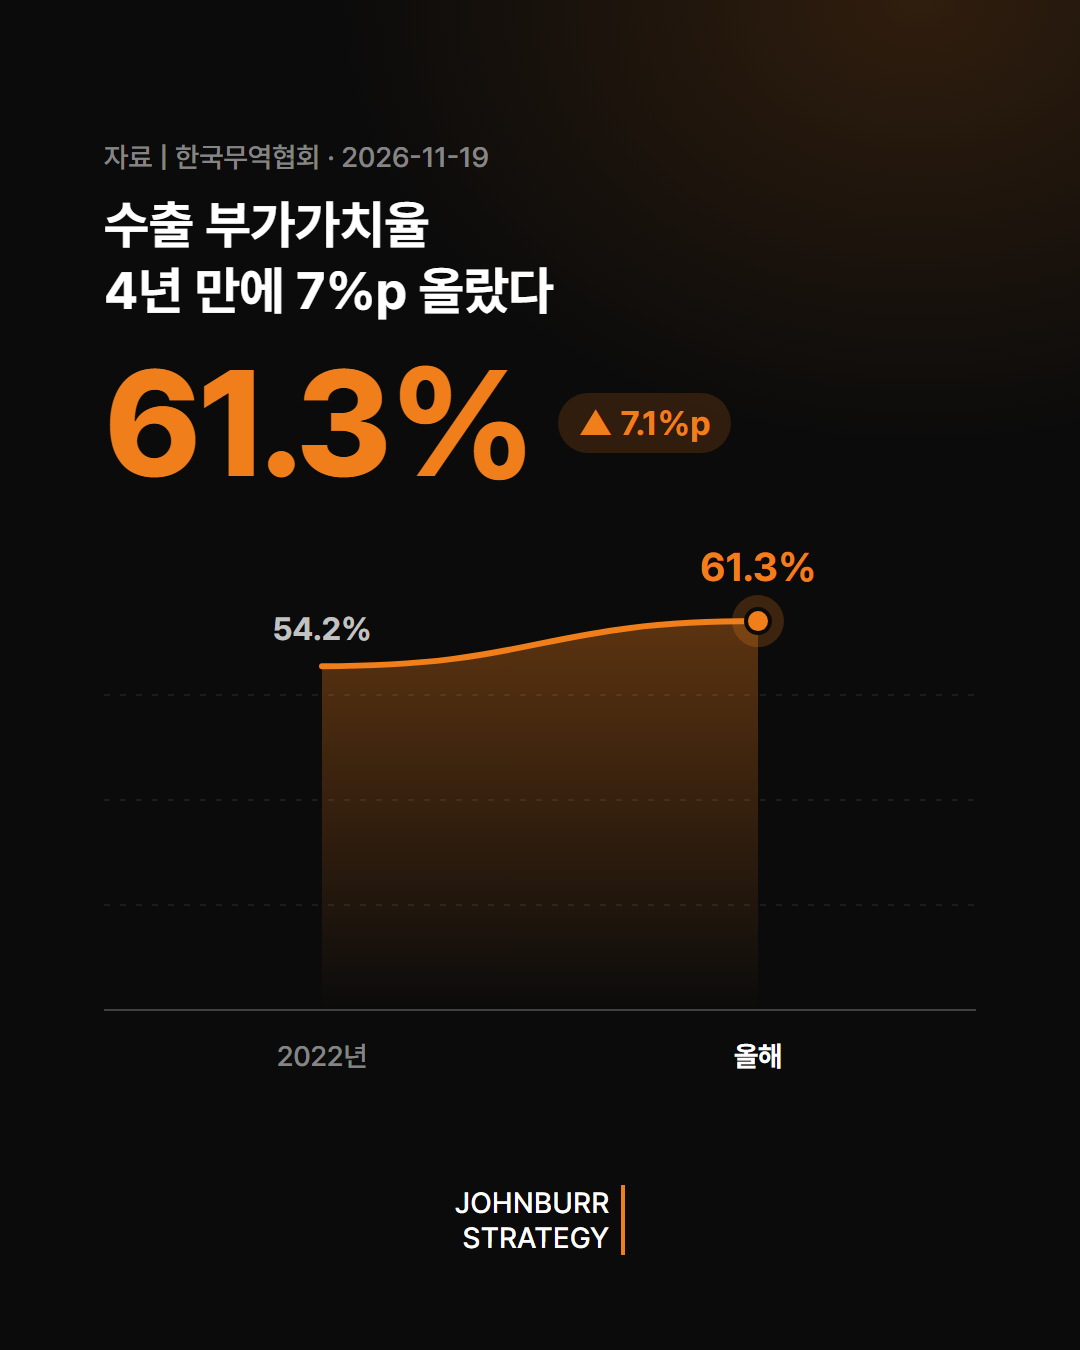 자료 | 한국무역협회 · 2026-11-19
수출 부가가치율
4년 만에 7%p 올랐다
61.3%
▲ 7.1%p
61.3%
54.2%
2022년
올해
JOHNBURR
STRATEGY